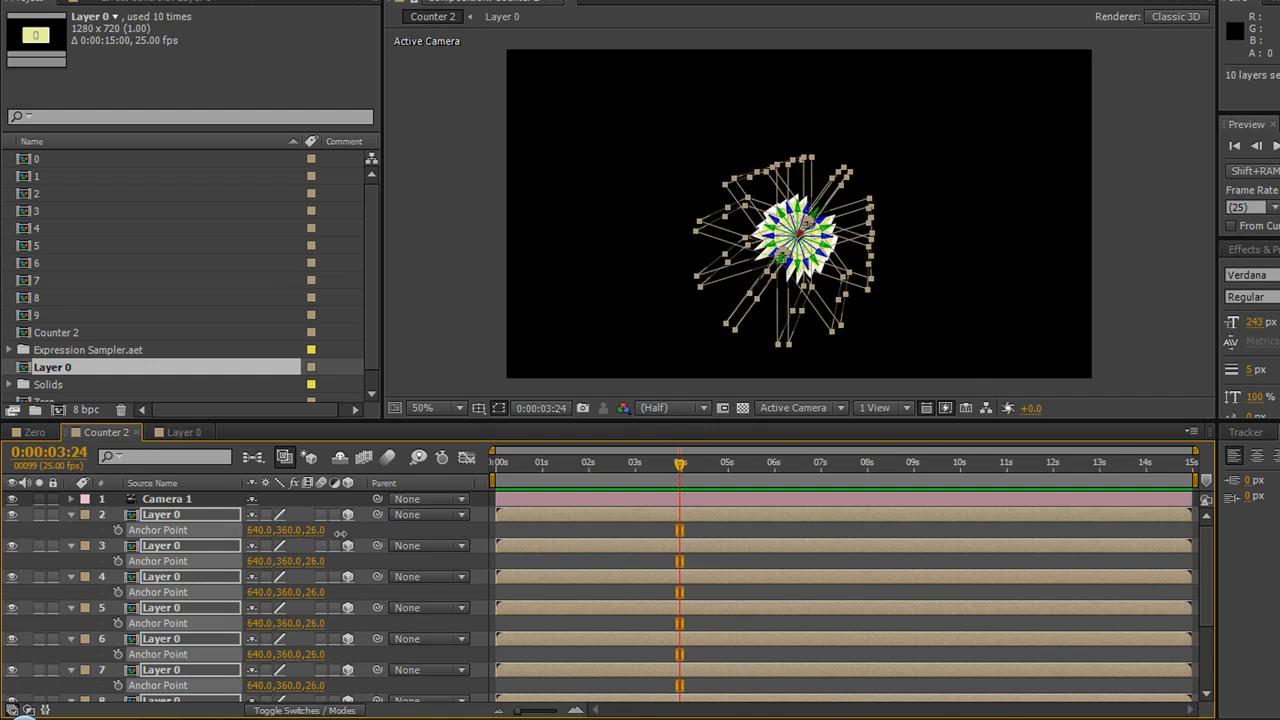 Layer 0 , used 10 times
1280 x 720 (1.00)
Δ 0:00:15:00, 25.00 fps
0
Name
Comment
0
1
2
3
4
5
6
7
8
9
Counter 2
Expression Sampler.aet
Layer 0
Solids
8 bpc
Counter 2
Layer 0
Renderer:
Classic 3D
Active Camera
50%
0:00:03:24
(Half)
Active Camera
1 View
+0.0
R :
G :
B :
A : 0
10 layers se
Preview
Shift+RAM
Frame Rate
(25)
From Curr
Effects & P
Verdana
Regular
243 px
Metrics
5 px
100 %
Tracker
0 px
0 px
Zero
Counter 2
Layer 0
0:00:03:24
00099 (25.00 fps)
Source Name
Parent
:00s 01s 02s 03s 05s 06s 07s 08s 09s 10s 11s 12s 13s 14s 15s
1 Camera 1 None
2 Layer 0 None
Anchor Point 640.0,360.0,26.0
3 Layer 0 None
Anchor Point 640.0,360.0,26.0
4 Layer 0 None
Anchor Point 640.0,360.0,26.0
5 Layer 0 None
Anchor Point 640.0,360.0,26.0
6 Layer 0 None
Anchor Point 640.0,360.0,26.0
7 Layer 0 None
Anchor Point 640.0,360.0,26.0
Toggle Switches / Modes